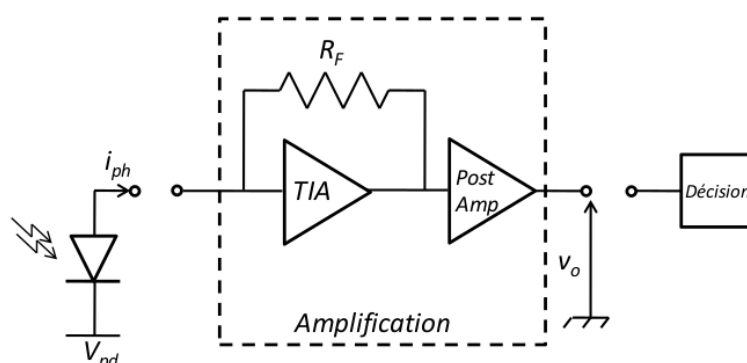 R_F
i_ph
TIA
Post
Amp
Décision
v_o
V_pd
Amplification